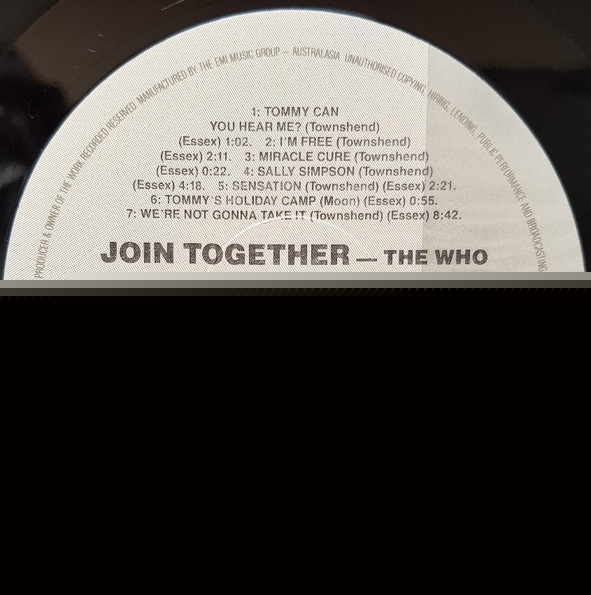 PRODUCER & OWNER OF THE WORK RECORDED RESERVED. MANUFACTURED BY THE EMI MUSIC GROUP – AUSTRALASIA UNAUTHORISED COPYING, HIRING, LENDING, PUBLIC PERFORMANCE AND BROADCASTING
1: TOMMY CAN
YOU HEAR ME? (Townshend)
(Essex) 1:02. 2: I'M FREE (Townshend)
(Essex) 2:11. 3: MIRACLE CURE (Townshend)
(Essex) 0:22. 4: SALLY SIMPSON (Townshend)
(Essex) 4:18. 5: SENSATION (Townshend) (Essex) 2:21.
6: TOMMY'S HOLIDAY CAMP (Moon) (Essex) 0:55.
7: WE'RE NOT GONNA TAKE IT (Townshend) (Essex) 8:42.
JOIN TOGETHER — THE WHO